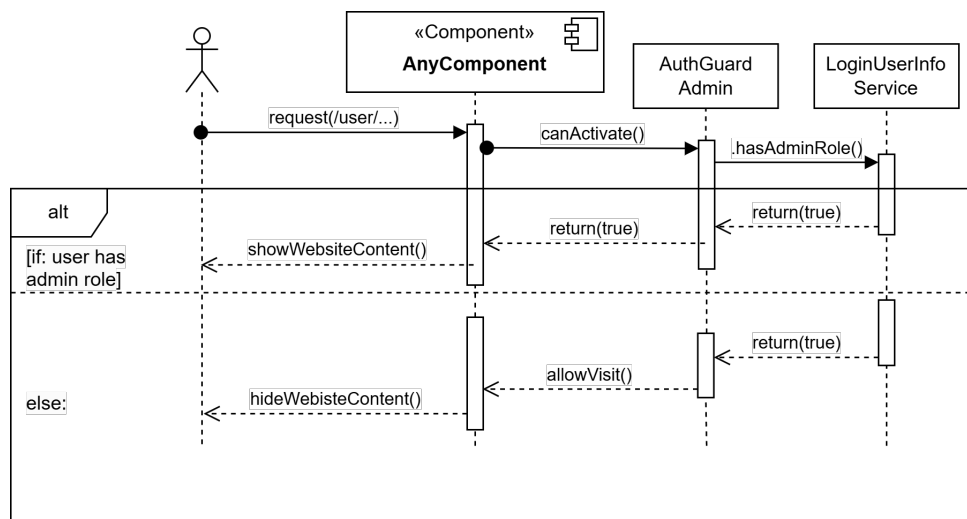 «Component»
AnyComponent
AuthGuard
Admin
LoginUserInfo
Service
request(/user/...)
canActivate()
.hasAdminRole()
alt
return(true)
return(true)
showWebsiteContent()
[if: user has
admin role]
return(true)
allowVisit()
hideWebisteContent()
else: